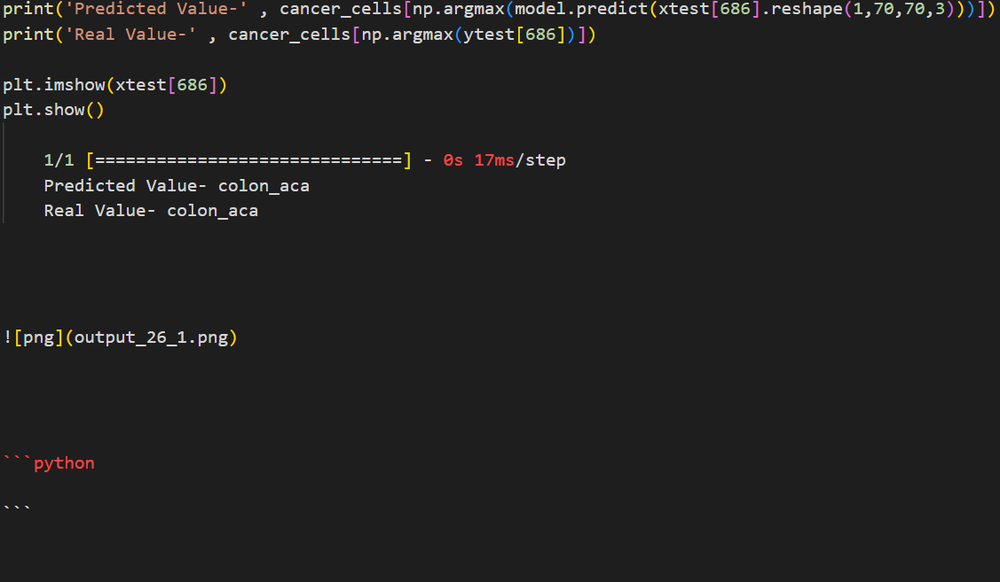 print('Predicted Value-' , cancer_cells[np.argmax(model.predict(xtest[686].reshape(1,70,70,3)))])
print('Real Value-' , cancer_cells[np.argmax(ytest[686])])
plt.imshow(xtest[686])
plt.show()
1/1 [==============================] - 0s 17ms/step
Predicted Value- colon_aca
Real Value- colon_aca
![png](output_26_1.png)
```python
```